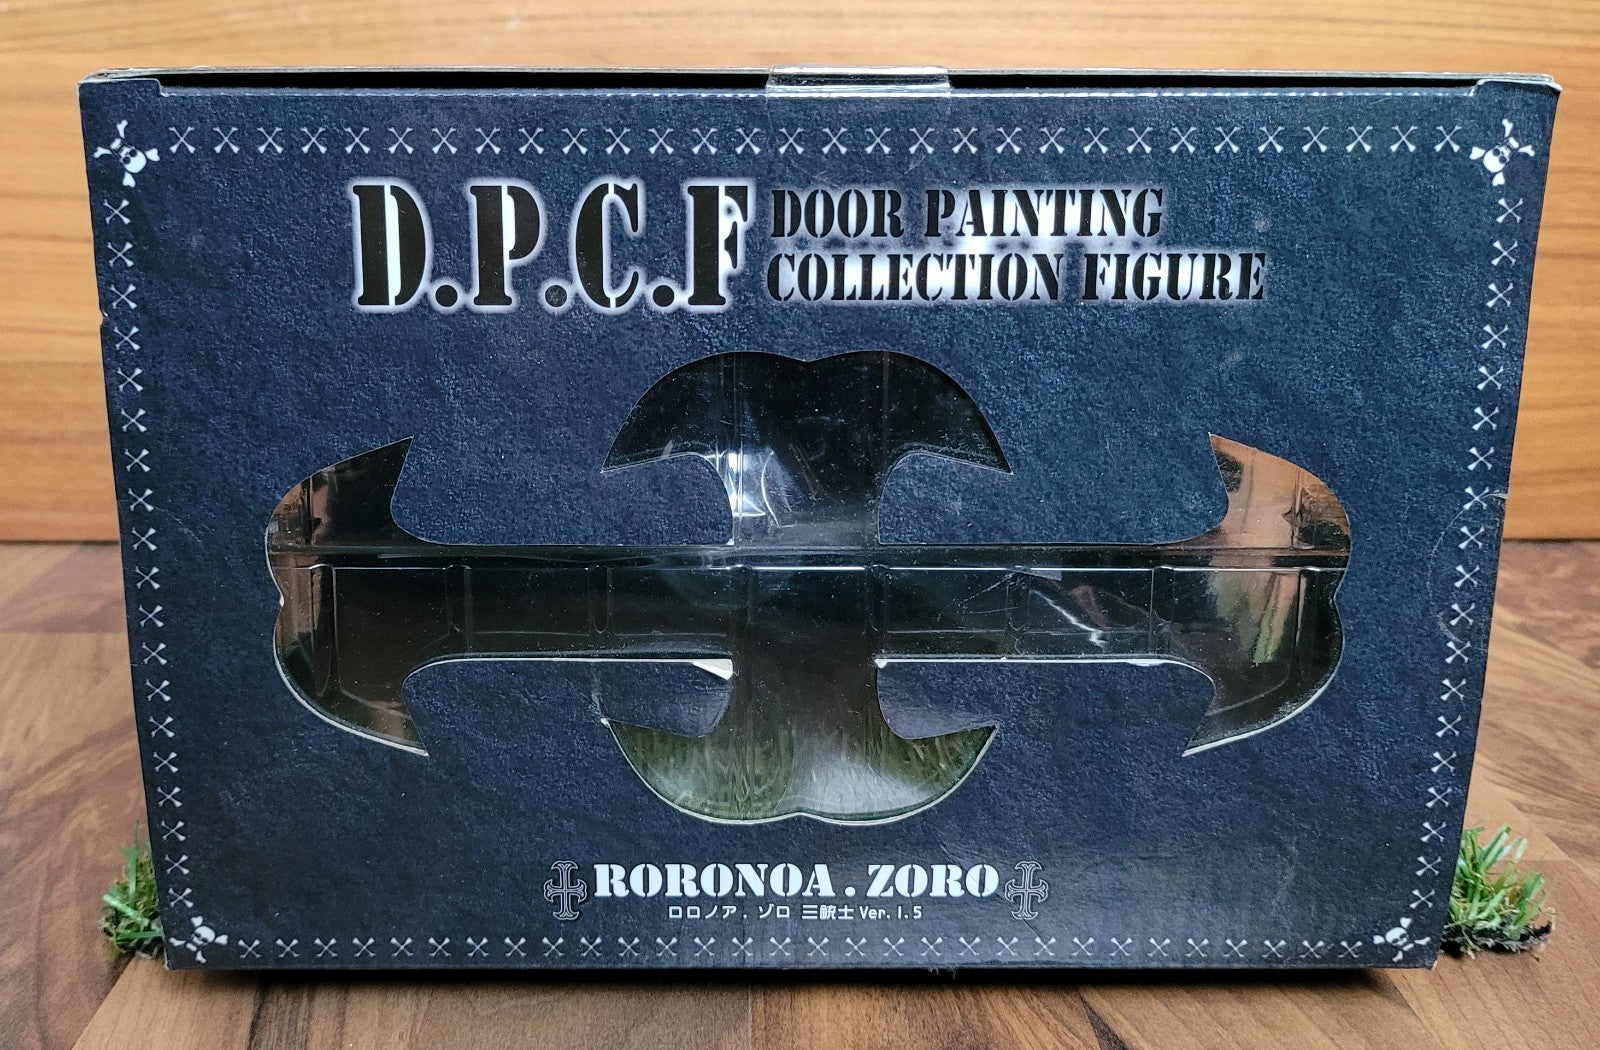 D.P.C.F
DOOR PAINTING
COLLECTION FIGURE
RORONOA.ZORO
ロロノア.ゾロ 三銃士 Ver.1.5